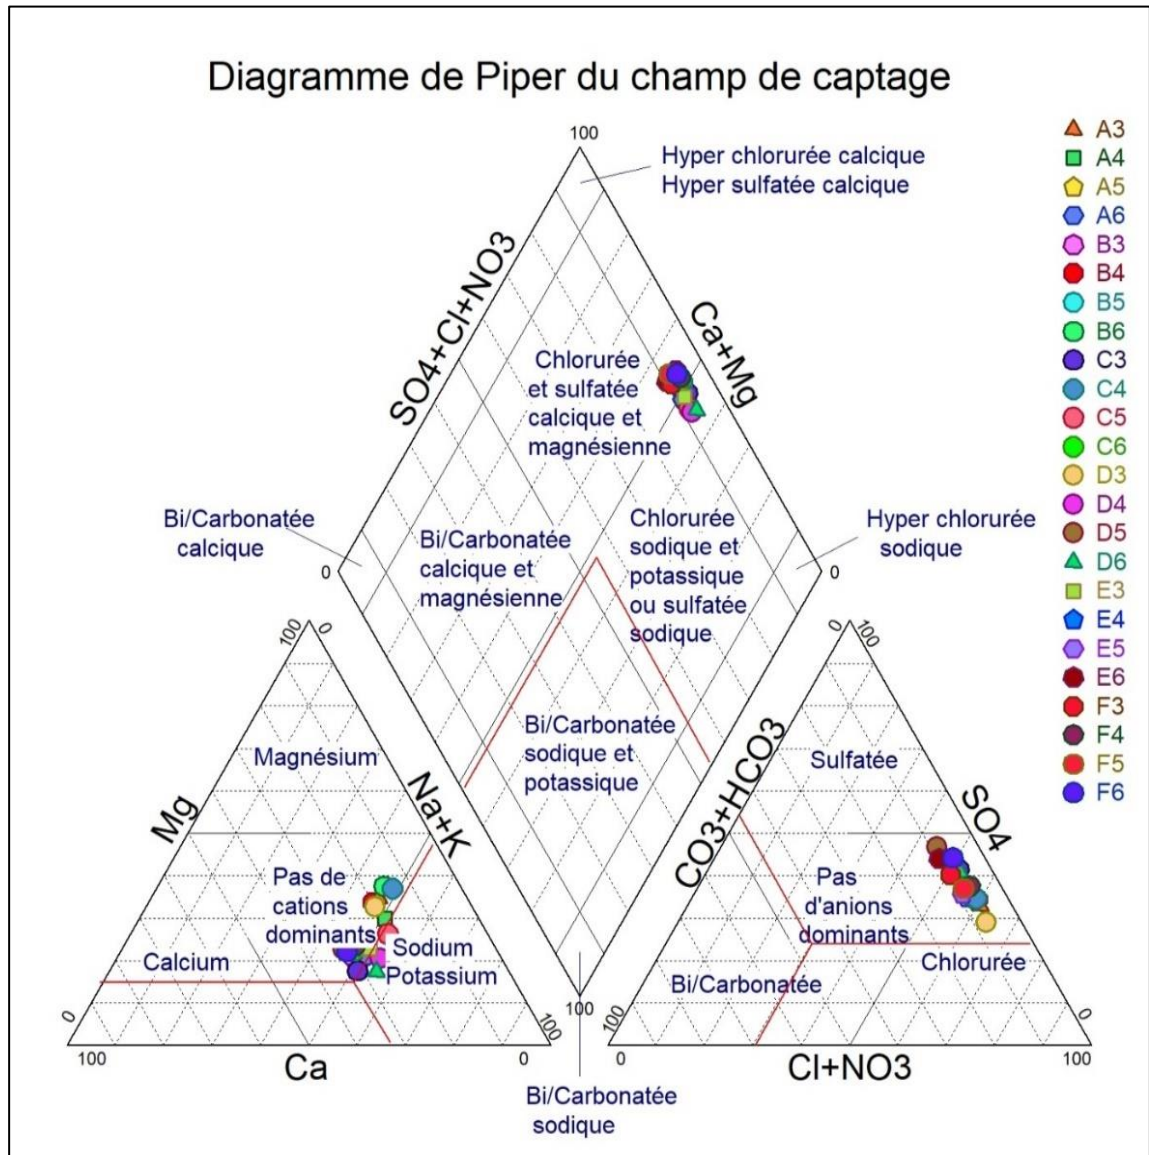 Diagramme de Piper du champ de captage
100
Hyper chlorurée calcique
Hyper sulfatée calcique
SO4+Cl+NO3
Ca+Mg
Chlorurée
et sulfatée
calcique et
magnésienne
Bi/Carbonatée
calcique
0
Bi/Carbonatée
calcique et
magnésienne
Chlorurée
sodique et
potassique
ou sulfatée
sodique
Hyper chlorurée
sodique
0
Bi/Carbonatée
sodique et
potassique
100
Bi/Carbonatée
sodique
100
0
Magnésium
Mg
Na+K
Pas de
cations
dominants
Calcium
Sodium
Potassium
0
100
100
Ca
0
0
100
Sulfatée
CO3+HCO3
SO4
Pas
d'anions
dominants
Bi/Carbonatée
Chlorurée
100
0
0
Cl+NO3
100
A3
A4
A5
A6
B3
B4
B5
B6
C3
C4
C5
C6
D3
D4
D5
D6
E3
E4
E5
E6
F3
F4
F5
F6